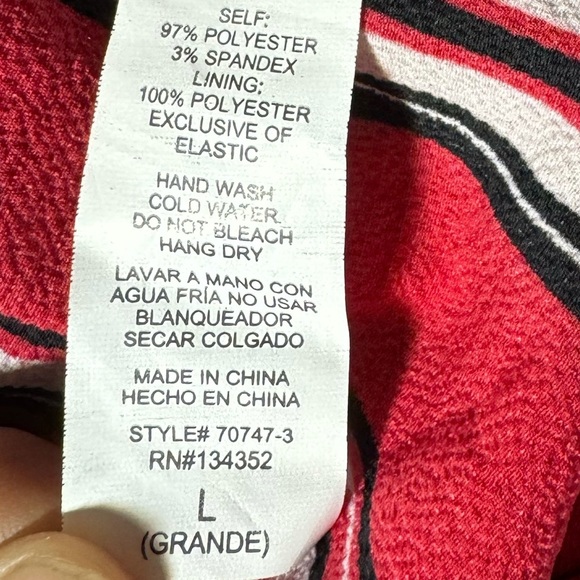 SELF:
97% POLYESTER
3% SPANDEX
LINING:
100% POLYESTER
EXCLUSIVE OF
ELASTIC
HAND WASH
COLD WATER
DO NOT BLEACH
HANG DRY
LAVAR A MANO CON
AGUA FRÍA NO USAR
BLANQUEADOR
SECAR COLGADO
MADE IN CHINA
HECHO EN CHINA
STYLE# 70747-3
RN#134352
L
(GRANDE)